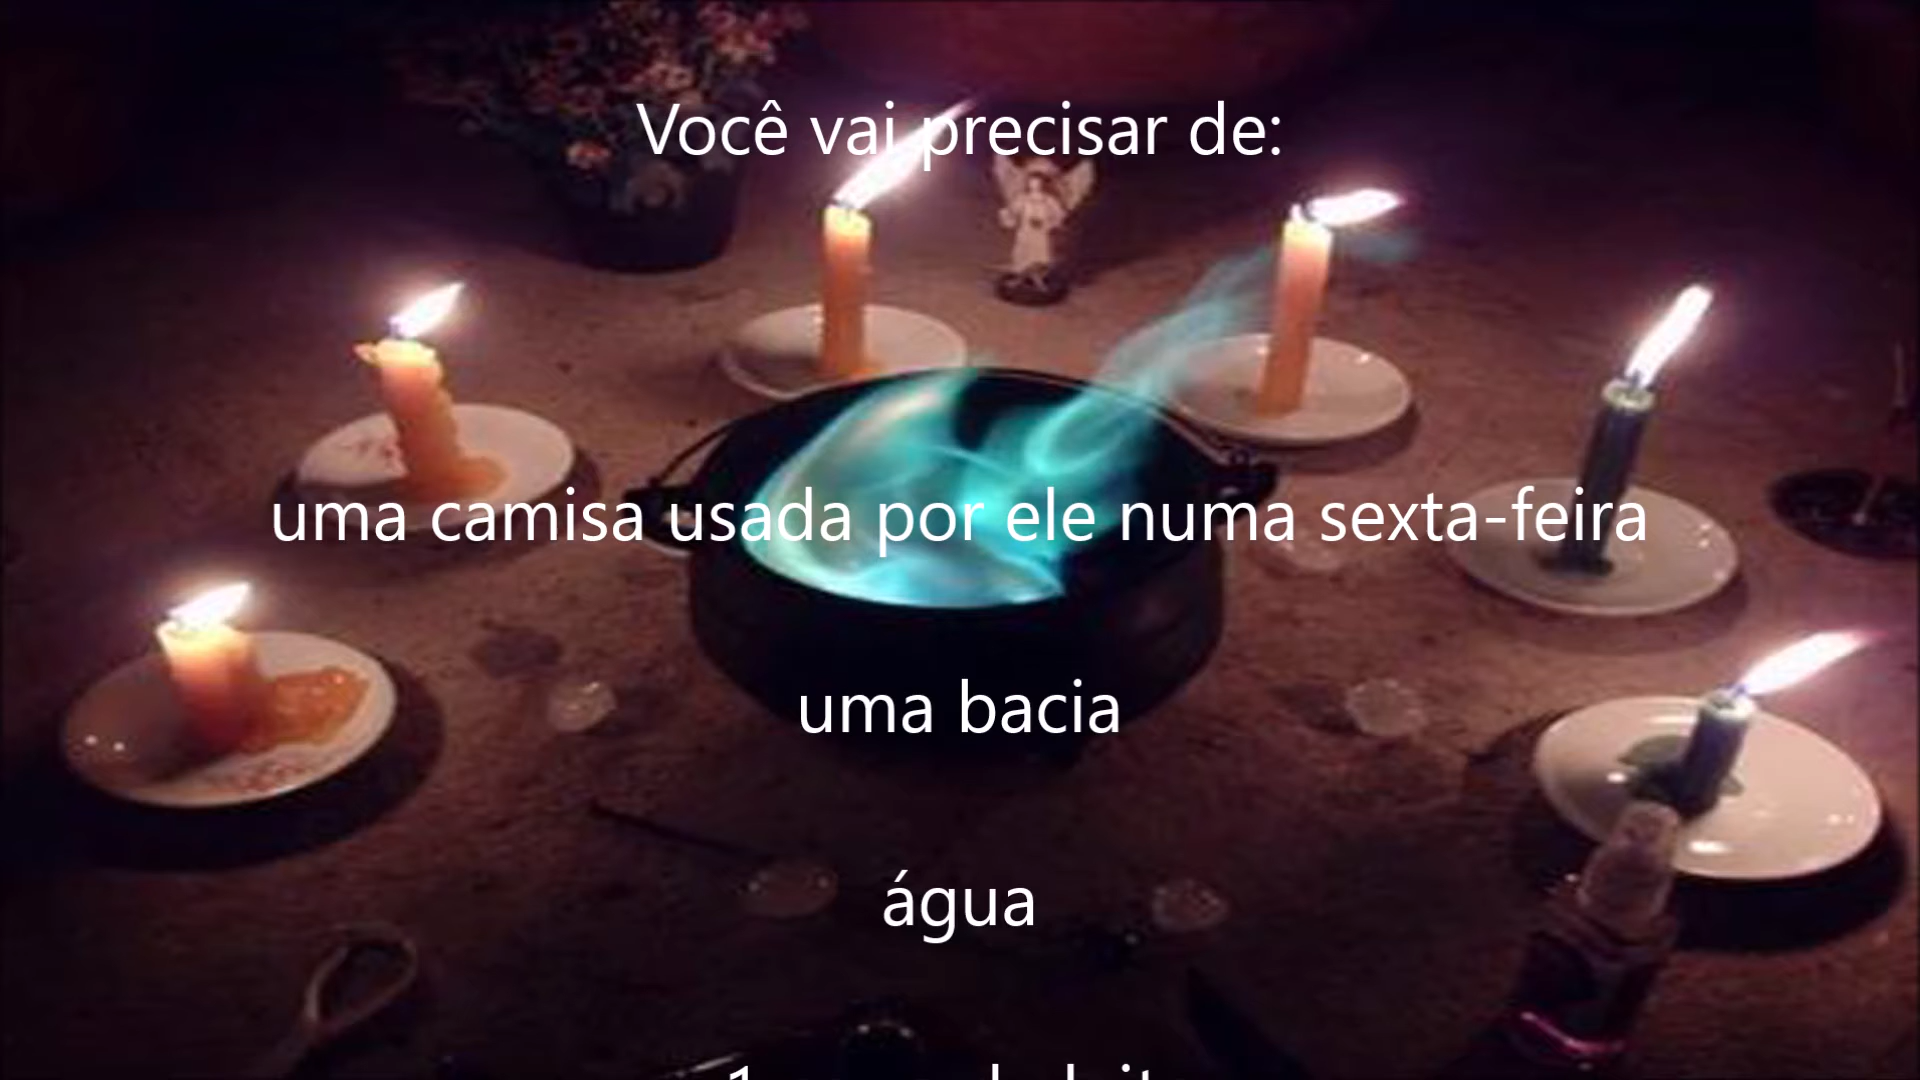 Você vai precisar de:
uma camisa usada por ele numa sexta-feira
uma bacia
água